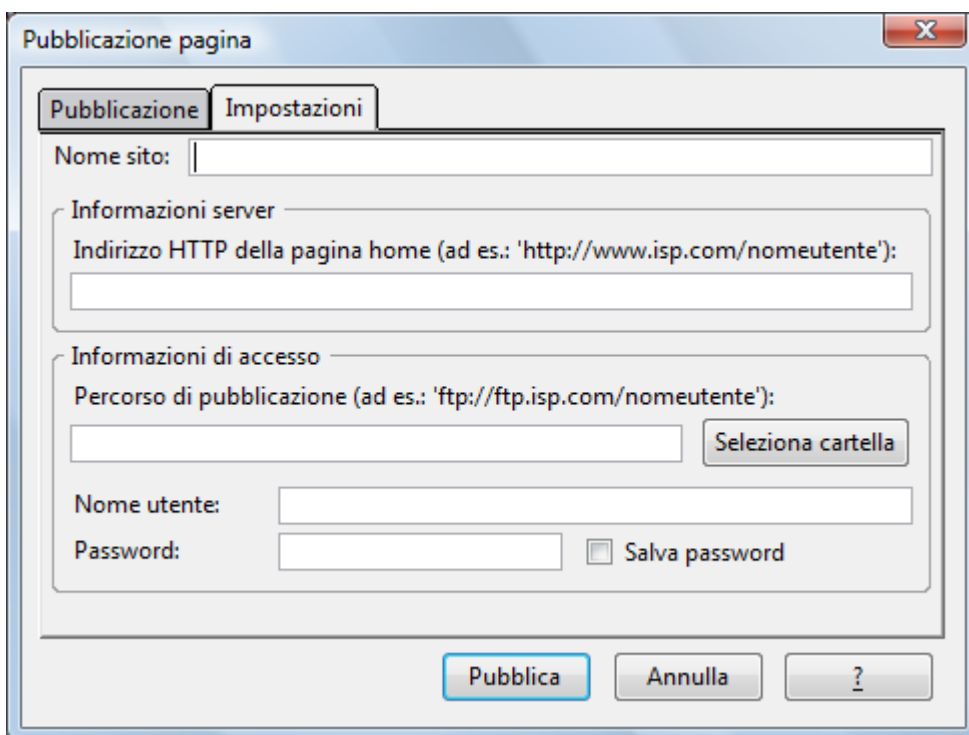 Pubblicazione pagina
Pubblicazione Impostazioni
Nome sito:
Informazioni server
Indirizzo HTTP della pagina home (ad es.: 'http://www.isp.com/nomeutente'):
Informazioni di accesso
Percorso di pubblicazione (ad es.: 'ftp://ftp.isp.com/nomeutente'):
Seleziona cartella
Nome utente:
Password: Salva password
Pubblica Annulla ?